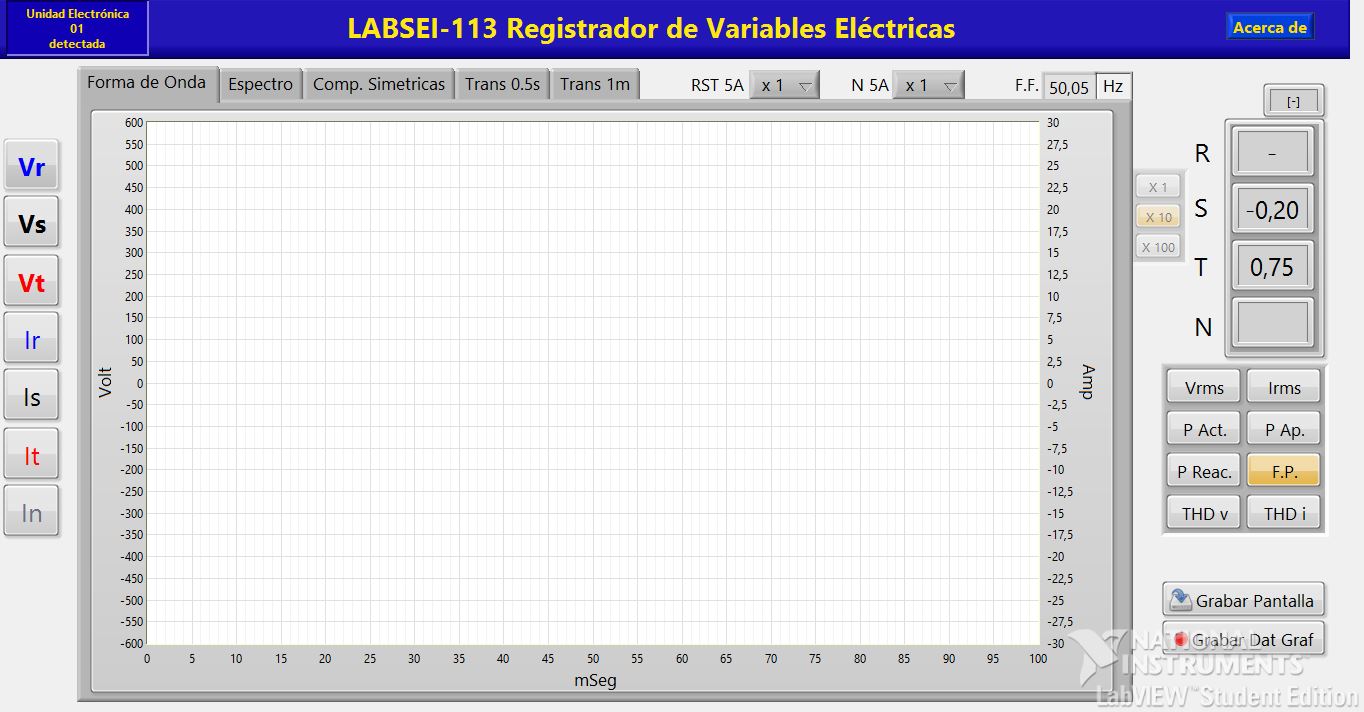 Unidad Electrónica
01
detectada
LABSEI-113 Registrador de Variables Eléctricas
Acerca de
Forma de Onda
Espectro
Comp. Simetricas
Trans 0.5s
Trans 1m
RST 5A
x 1
N 5A
x 1
F.F.
50,05
Hz
[-]
Vr
Vs
Vt
Ir
Is
It
In
600
550
500
450
400
350
300
250
200
150
100
50
0
-50
-100
-150
-200
-250
-300
-350
-400
-450
-500
-550
-600
Volt
0
5
10
15
20
25
30
35
40
45
50
55
60
65
70
75
80
85
90
95
100
mSeg
30
27,5
25
22,5
20
17,5
15
12,5
10
7,5
5
2,5
0
-2,5
-5
-7,5
-10
-12,5
-15
-17,5
-20
-22,5
-25
-27,5
-30
Amp
X 1
X 10
X 100
R
-
S
-0,20
T
0,75
N
Vrms
Irms
P Act.
P Ap.
P Reac.
F.P.
THD v
THD i
Grabar Pantalla
Grabar Dat Graf
NATIONAL
INSTRUMENTS
LabVIEW™ Student Edition